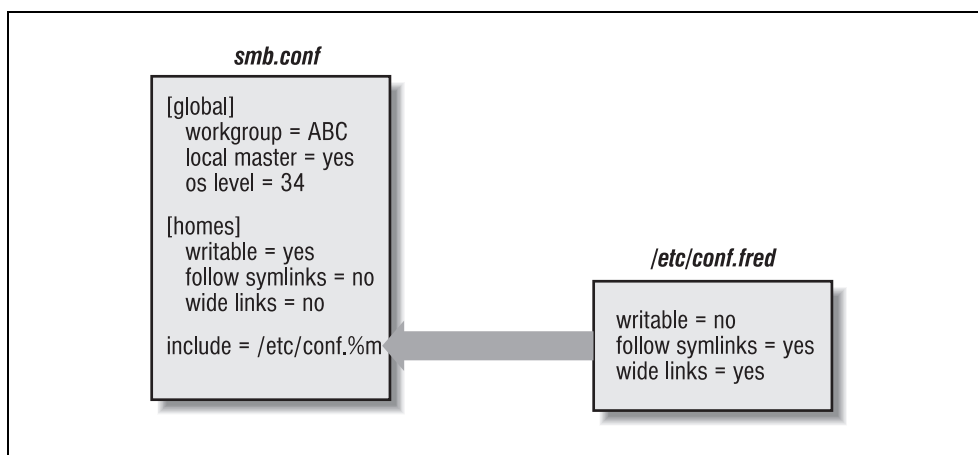 smb.conf
[global]
workgroup = ABC
local master = yes
os level = 34
[homes]
writable = yes
follow symlinks = no
wide links = no
include = /etc/conf.%m
/etc/conf.fred
writable = no
follow symlinks = yes
wide links = yes